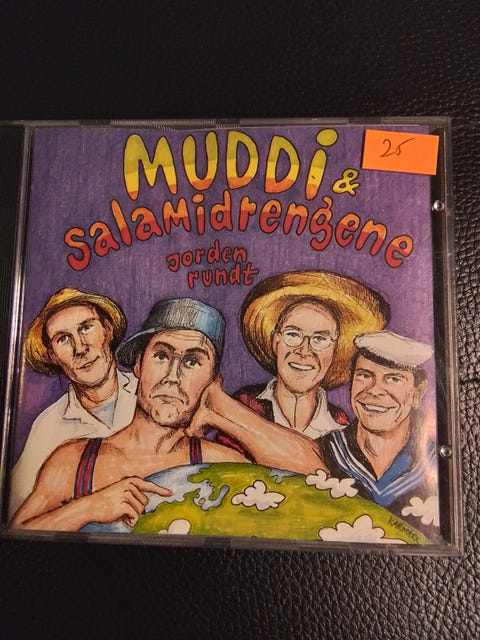 MUDDi &
salaMidrengene
jorden
rundt
25